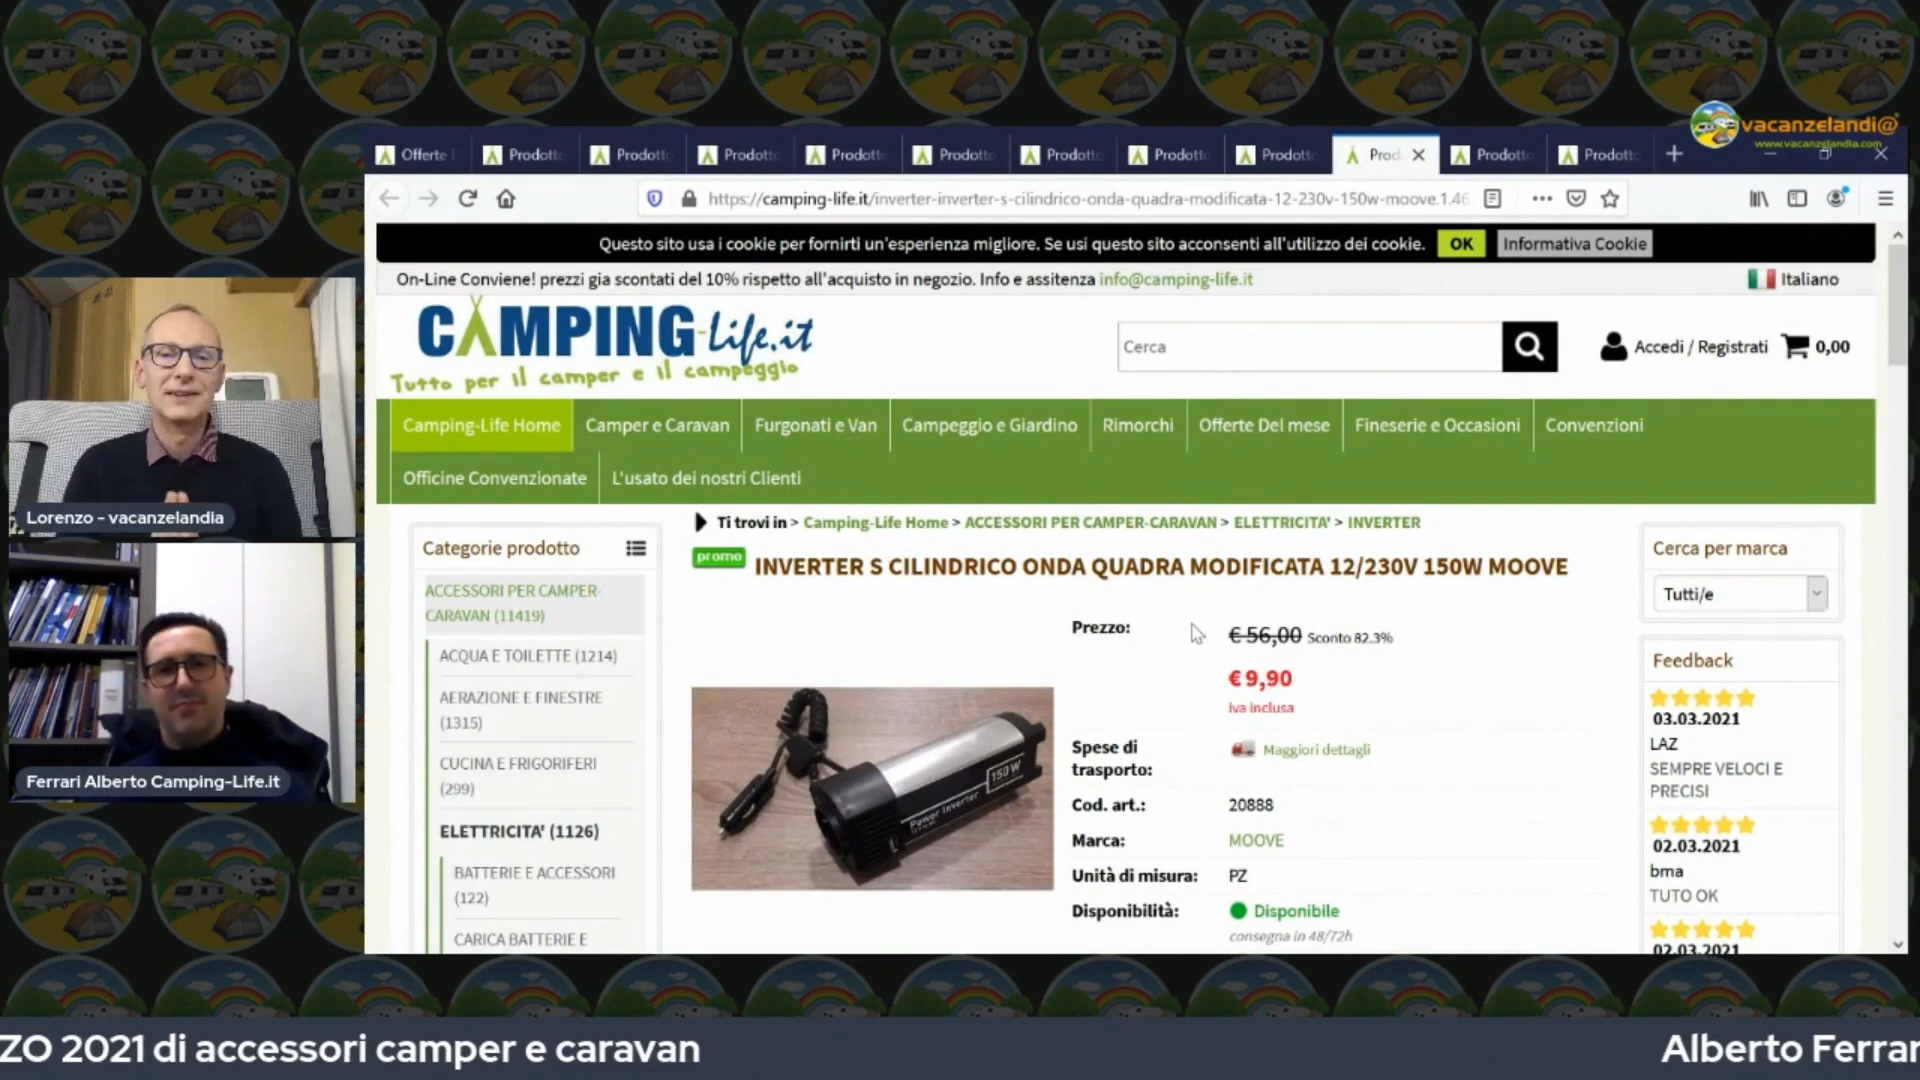 vacanzelandi@
www.vacanzelandia.com
Offerte
Prodotto
Prodotto
Prodotto
Prodotto
Prodotto
Prodotto
Prodotto
Prodotto
Prod
Prodotto
Prodotto
https://camping-life.it/inverter-inverter-s-cilindrico-onda-quadra-modificata-12-230v-150w-moove.1.46
Questo sito usa i cookie per fornirti un'esperienza migliore. Se usi questo sito acconsenti all'utilizzo dei cookie. OK Informativa Cookie
On-Line Conviene! prezzi gia scontati del 10% rispetto all'acquisto in negozio. Info e assitenza info@camping-life.it
Italiano
CAMPING-Life.it
Tutto per il camper e il campeggio
Cerca
Accedi / Registrati
0,00
Camping-Life Home
Camper e Caravan
Furgonati e Van
Campeggio e Giardino
Rimorchi
Offerte Del mese
Fineserie e Occasioni
Convenzioni
Officine Convenzionate
L'usato dei nostri Clienti
Lorenzo - vacanzelandia
Ferrari Alberto Camping-Life.it
Categorie prodotto
ACCESSORI PER CAMPER-
CARAVAN (11419)
ACQUA E TOILETTE (1214)
AERAZIONE E FINESTRE
(1315)
CUCINA E FRIGORIFERI
(299)
ELETTRICITA' (1126)
BATTERIE E ACCESSORI
(122)
CARICA BATTERIE E
Ti trovi in > Camping-Life Home > ACCESSORI PER CAMPER-CARAVAN > ELETTRICITA' > INVERTER
promo
INVERTER S CILINDRICO ONDA QUADRA MODIFICATA 12/230V 150W MOOVE
150 W
Power Inverter
Prezzo:
€ 56,00 Sconto 82.3%
€ 9,90
iva inclusa
Spese di
trasporto:
Maggiori dettagli
Cod. art.:
20888
Marca:
MOOVE
Unità di misura:
PZ
Disponibilità:
Disponibile
consegna in 48/72h
Cerca per marca
Tutti/e
Feedback
03.03.2021
LAZ
SEMPRE VELOCI E
PRECISI
02.03.2021
bma
TUTO OK
02.03.2021
ZO 2021 di accessori camper e caravan
Alberto Ferrar